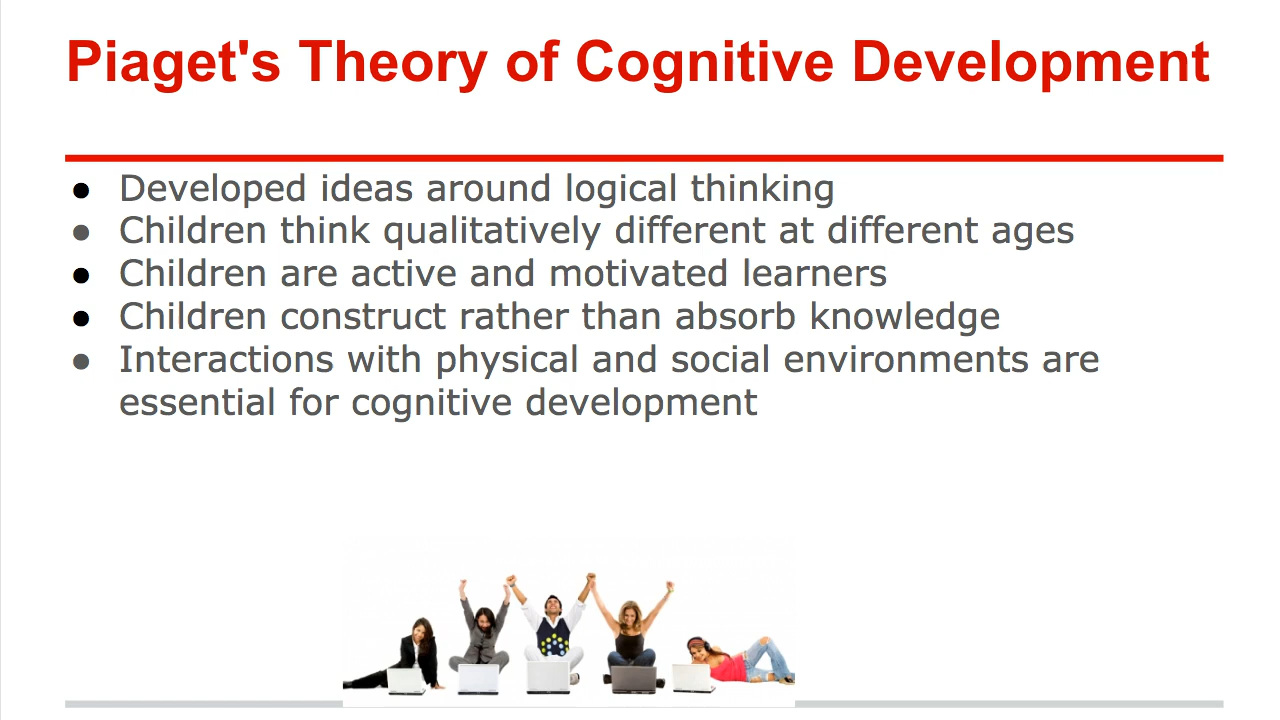 Piaget's Theory of Cognitive Development
● Developed ideas around logical thinking
● Children think qualitatively different at different ages
● Children are active and motivated learners
● Children construct rather than absorb knowledge
● Interactions with physical and social environments are
essential for cognitive development